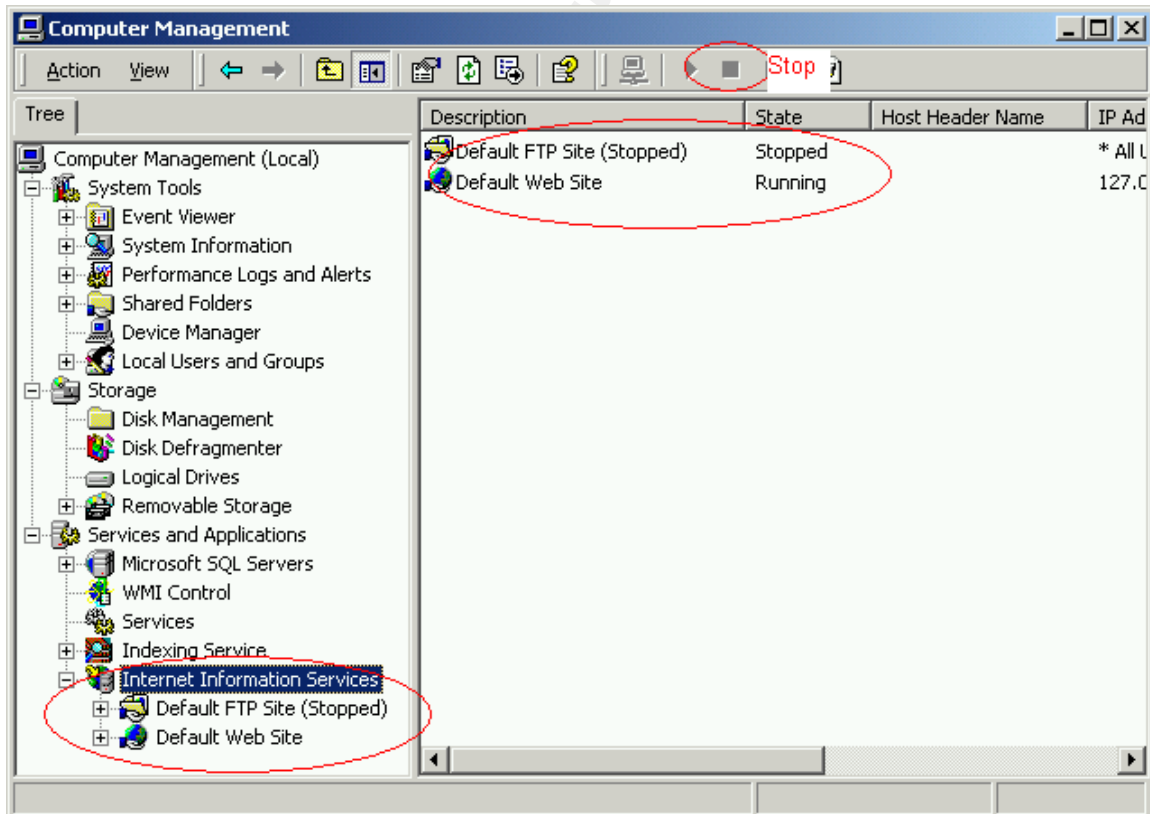 Computer Management
Action View
Stop
Tree
Description State Host Header Name IP Ad
Default FTP Site (Stopped) Stopped * All
Default Web Site Running 127.
Computer Management (Local)
System Tools
Event Viewer
System Information
Performance Logs and Alerts
Shared Folders
Device Manager
Local Users and Groups
Storage
Disk Management
Disk Defragmenter
Logical Drives
Removable Storage
Services and Applications
Microsoft SQL Servers
WMI Control
Services
Indexing Service
Internet Information Services
Default FTP Site (Stopped)
Default Web Site